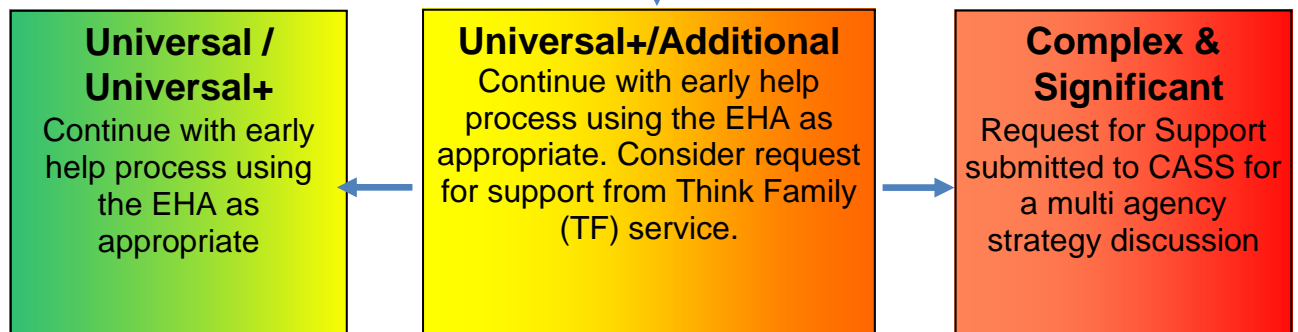 Universal /
Universal+
Continue with early
help process using
the EHA as
appropriate
Universal+/Additional
Continue with early help
process using the EHA as
appropriate. Consider request
for support from Think Family
(TF) service.
Complex &
Significant
Request for Support
submitted to CASS for
a multi agency
strategy discussion